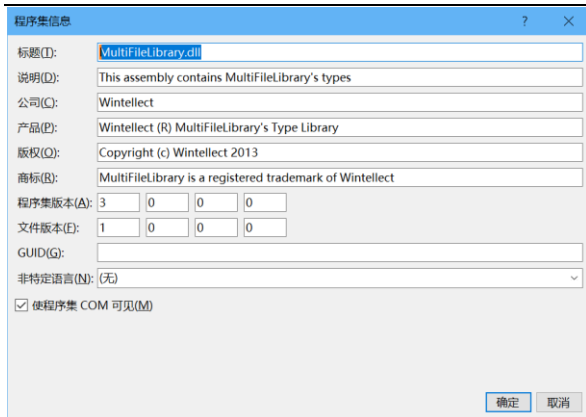 程序集信息 ? ×
标题(T): MultiFileLibrary.dll
说明(D): This assembly contains MultiFileLibrary's types
公司(C): Wintellect
产品(P): Wintellect (R) MultiFileLibrary's Type Library
版权(O): Copyright (c) Wintellect 2013
商标(R): MultiFileLibrary is a registered trademark of Wintellect
程序集版本(A): 3 0 0 0
文件版本(F): 1 0 0 0
GUID(G):
非特定语言(N): (无)
使程序集 COM 可见(M)
确定 取消